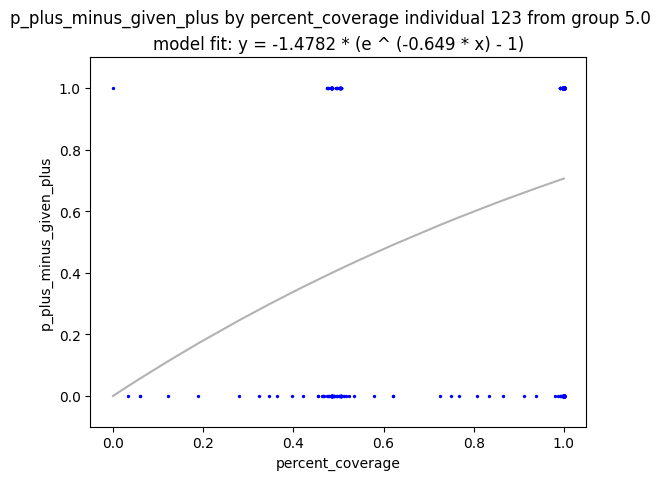 p_plus_minus_given_plus by percent_coverage individual 123 from group 5.0
model fit: y = -1.4782 * (e ^ (-0.649 * x) - 1)
1.0
0.8
0.6
0.4
0.2
0.0
p_plus_minus_given_plus
0.0 0.2 0.4 0.6 0.8 1.0
percent_coverage